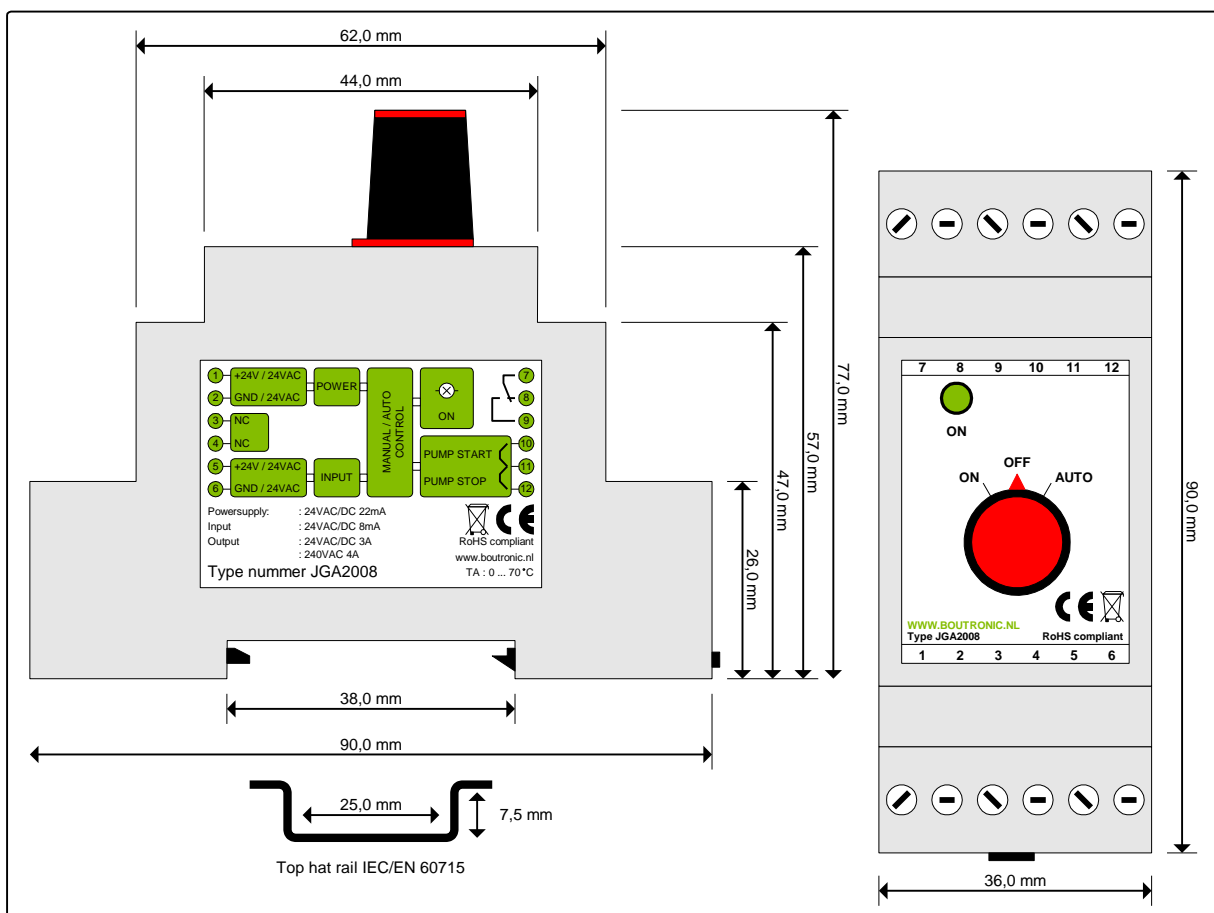 62,0 mm
44,0 mm
77,0 mm
57,0 mm
47,0 mm
26,0 mm
1 +24V / 24VAC POWER
2 GND / 24VAC
3 NC
4 NC
5 +24V / 24VAC INPUT
6 GND / 24VAC
MANUAL / AUTO
CONTROL
ON
7
8
9
PUMP START 10
11
PUMP STOP 12
Powersupply: : 24VAC/DC 22mA
Input : 24VAC/DC 8mA
Output : 24VAC/DC 3A
: 240VAC 4A
Type nummer JGA2008
CE
RoHS compliant
www.boutronic.nl
TA : 0 ... 70°C
38,0 mm
90,0 mm
25,0 mm
7,5 mm
Top hat rail IEC/EN 60715
7 8 9 10 11 12
ON
OFF
ON AUTO
CE
WWW.BOUTRONIC.NL
Type JGA2008 RoHS compliant
1 2 3 4 5 6
90,0 mm
36,0 mm